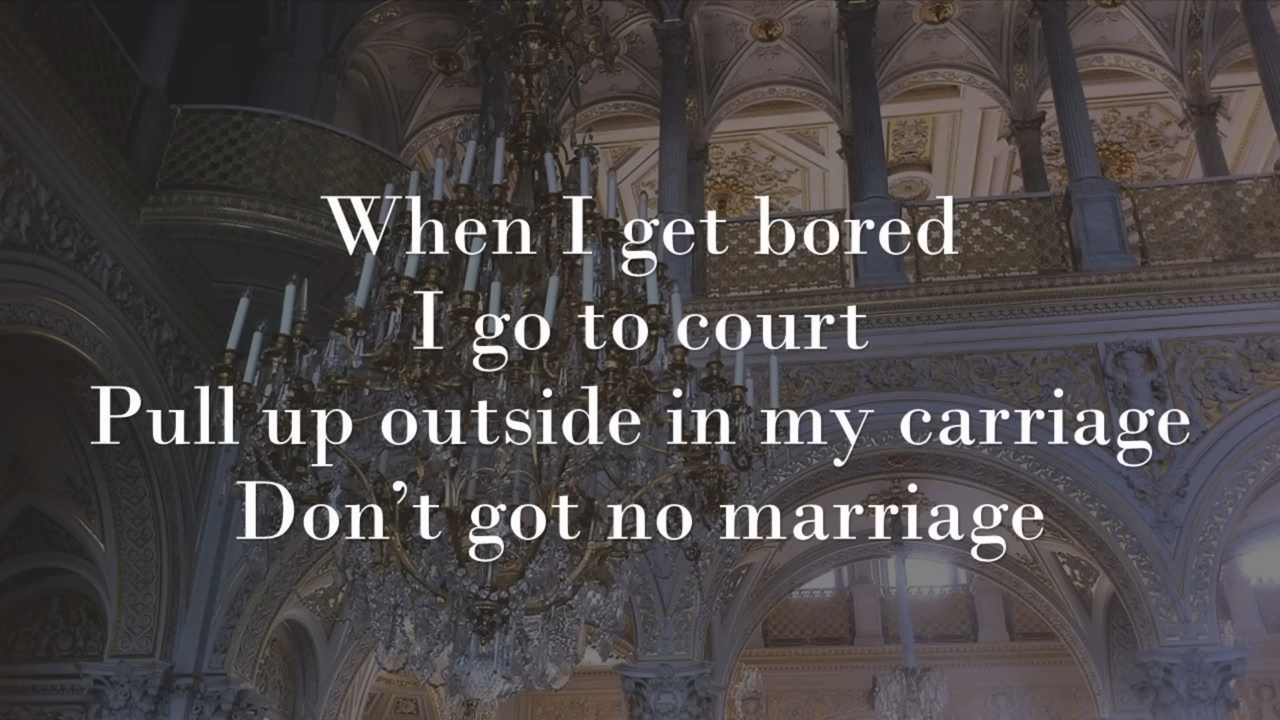 When I get bored
I go to court
Pull up outside in my carriage
Don’t got no marriage